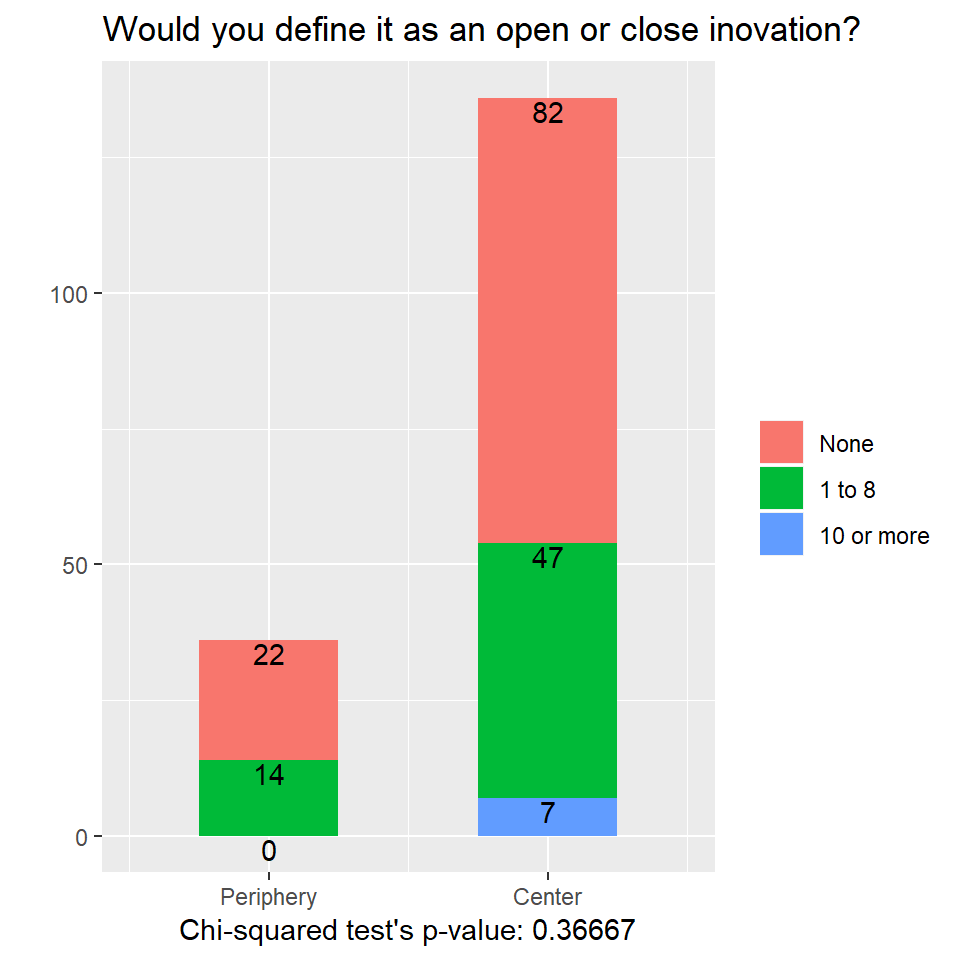 Would you define it as an open or close inovation?
82
100
None
1 to 8
10 or more
50
47
22
14
7
0
0
Periphery
Center
Chi-squared test's p-value: 0.36667